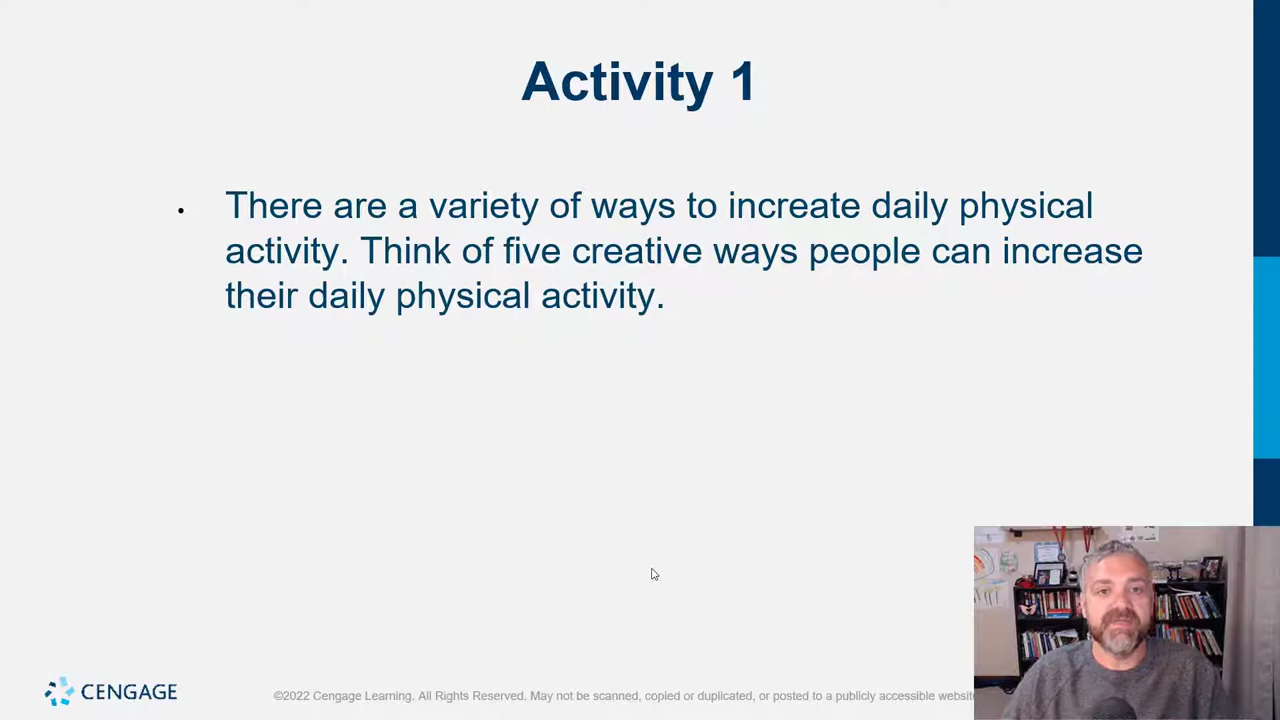 Activity 1
• There are a variety of ways to increate daily physical
activity. Think of five creative ways people can increase
their daily physical activity.
CENGAGE
©2022 Cengage Learning. All Rights Reserved. May not be scanned, copied or duplicated, or posted to a publicly accessible website